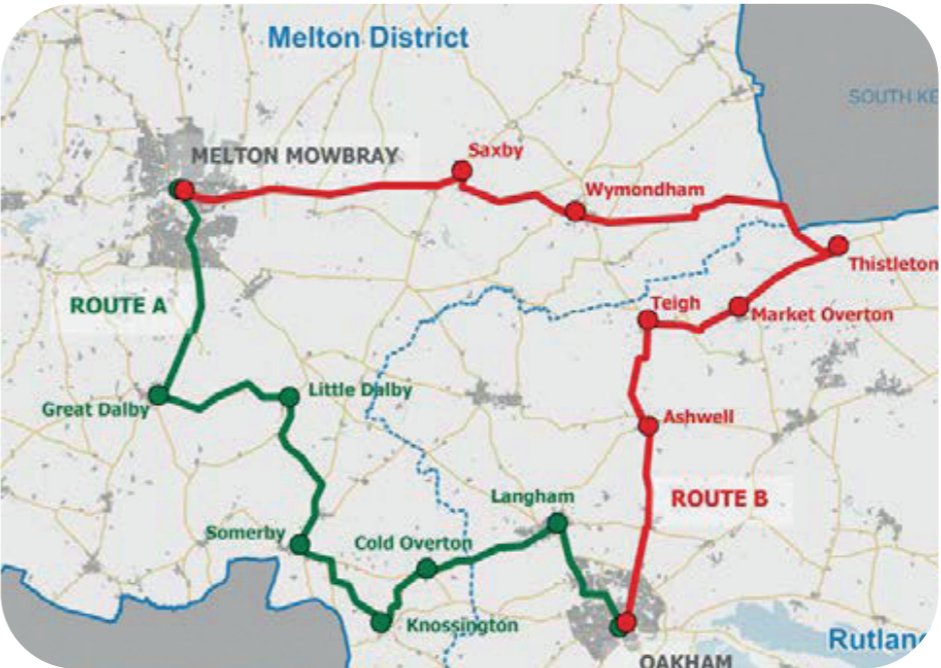 Melton District
SOUTH KE
MELTON MOWBRAY
Saxby
Wymondham
Thistleton
ROUTE A
Teigh
Market Overton
Great Dalby
Little Dalby
Ashwell
Langham
ROUTE B
Somerby
Cold Overton
Knossington
Rutlan
OAKHAM